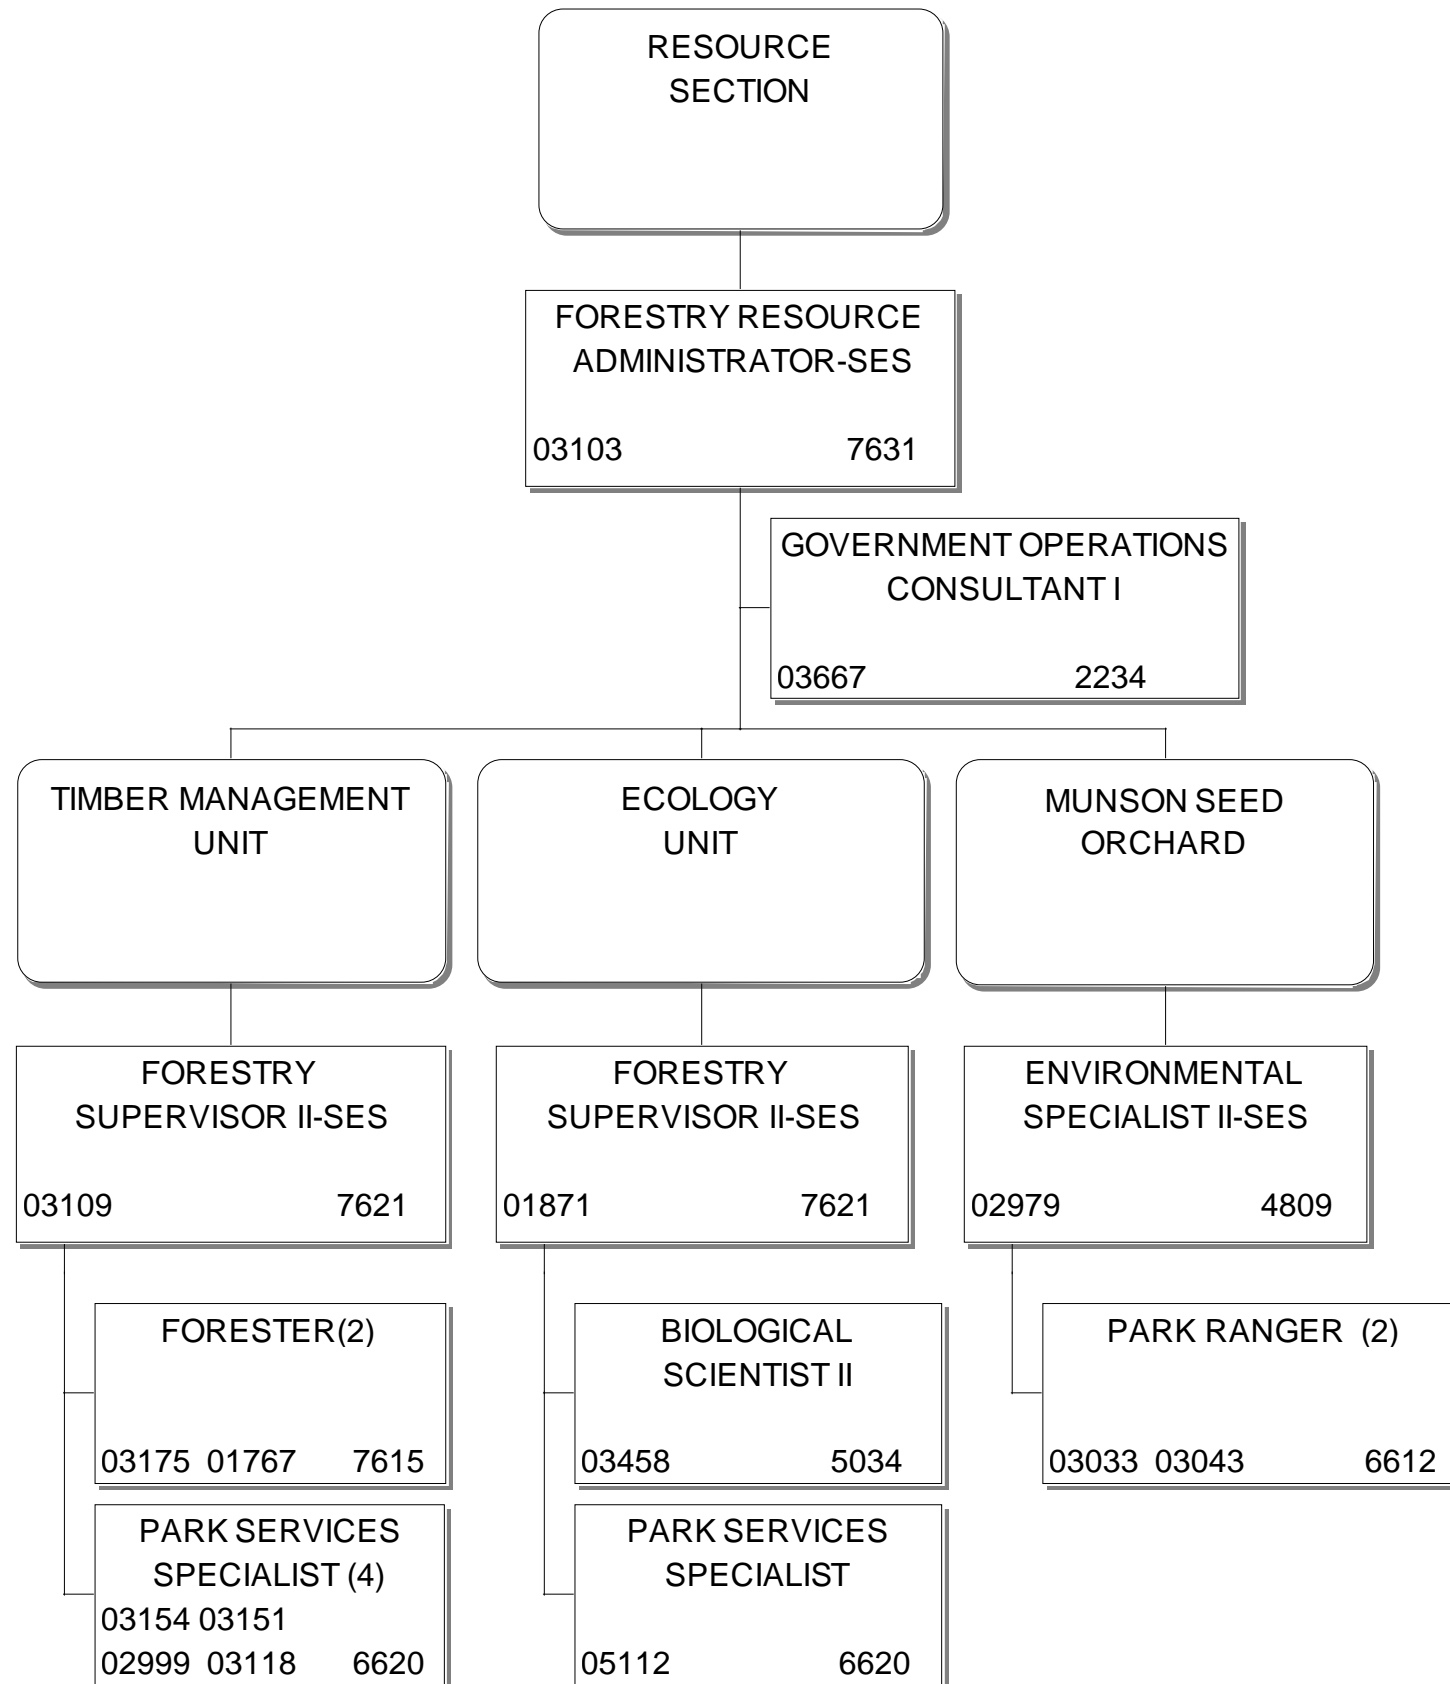 RESOURCE
SECTION
FORESTRY RESOURCE
ADMINISTRATOR-SES
03103 7631
GOVERNMENT OPERATIONS
CONSULTANT I
03667 2234
TIMBER MANAGEMENT
UNIT
ECOLOGY
UNIT
MUNSON SEED
ORCHARD
FORESTRY
SUPERVISOR II-SES
03109 7621
FORESTRY
SUPERVISOR II-SES
01871 7621
ENVIRONMENTAL
SPECIALIST II-SES
02979 4809
FORESTER(2)
03175 01767 7615
BIOLOGICAL
SCIENTIST II
03458 5034
PARK RANGER (2)
03033 03043 6612
PARK SERVICES
SPECIALIST (4)
03154 03151
02999 03118 6620
PARK SERVICES
SPECIALIST
05112 6620